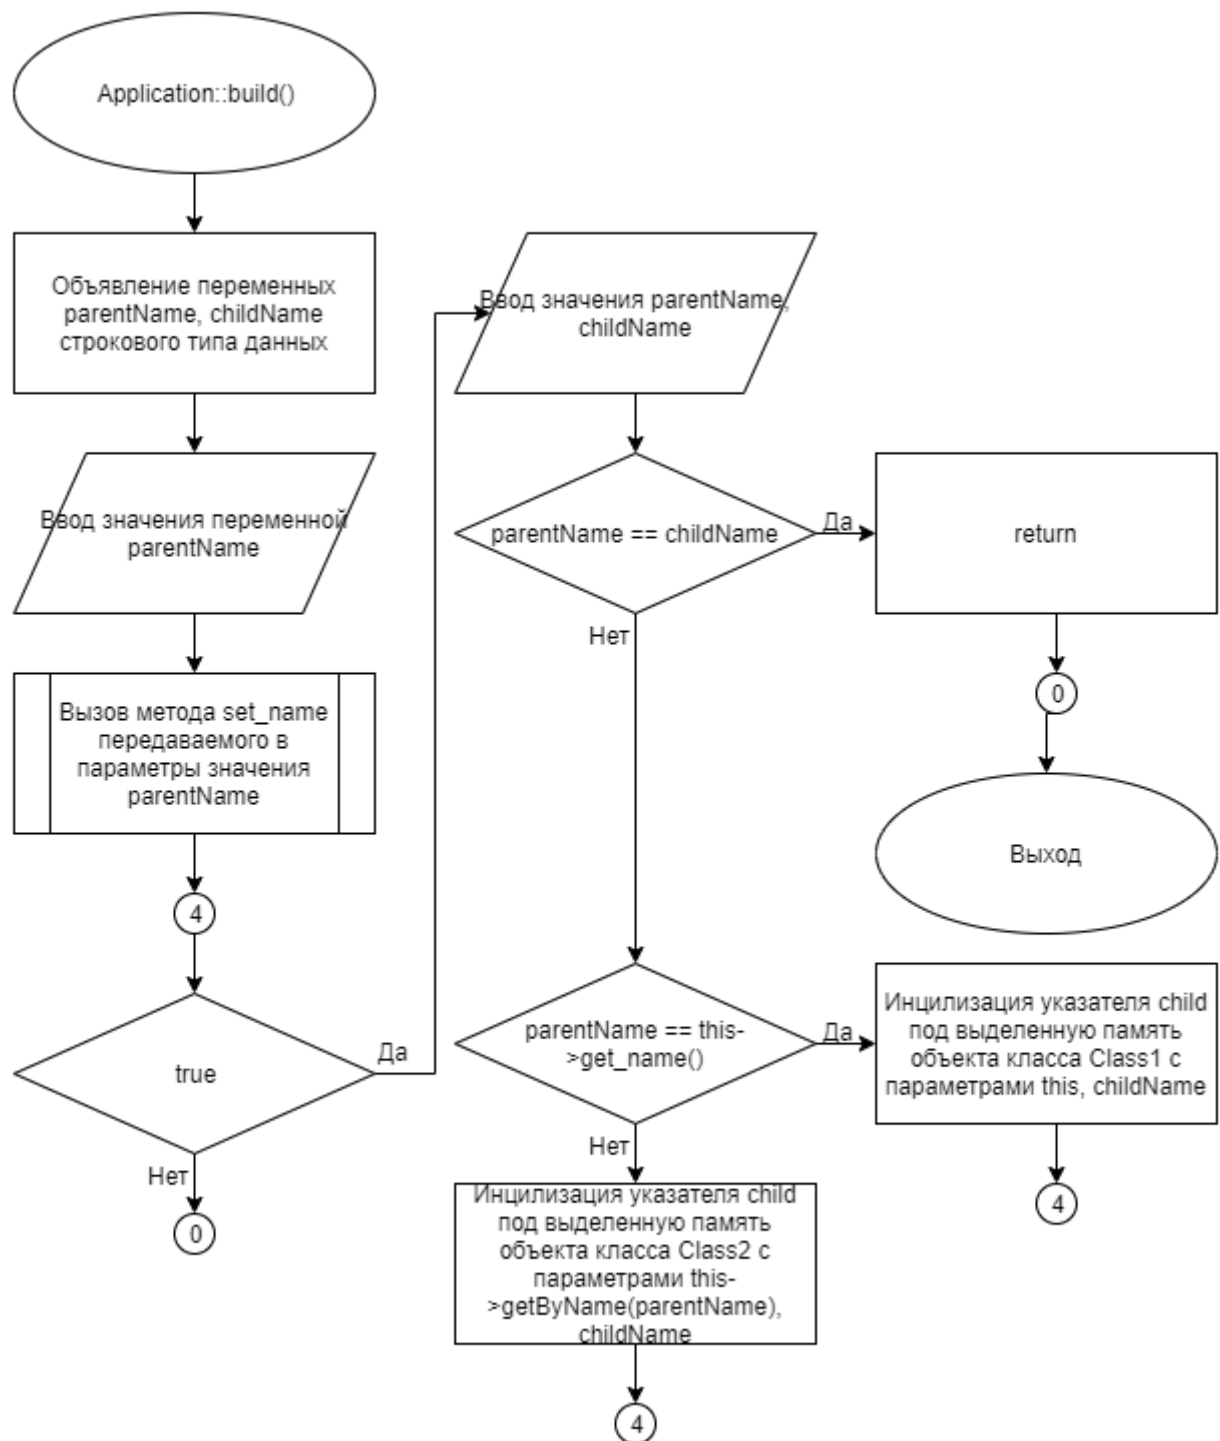 Application::build()
Объявление переменных
parentName, childName
строкового типа данных
Ввод значения переменной
parentName
Вызов метода set_name
передаваемого в
параметры значения
parentName
4
true
Да
Нет
0
Ввод значения parentName,
childName
parentName == childName
Да
return
0
Выход
Нет
parentName == this-
>get_name()
Да
Инцилизация указателя child
под выделенную память
объекта класса Class1 с
параметрами this, childName
4
Нет
Инцилизация указателя child
под выделенную память
объекта класса Class2 с
параметрами this-
>getByName(parentName),
childName
4